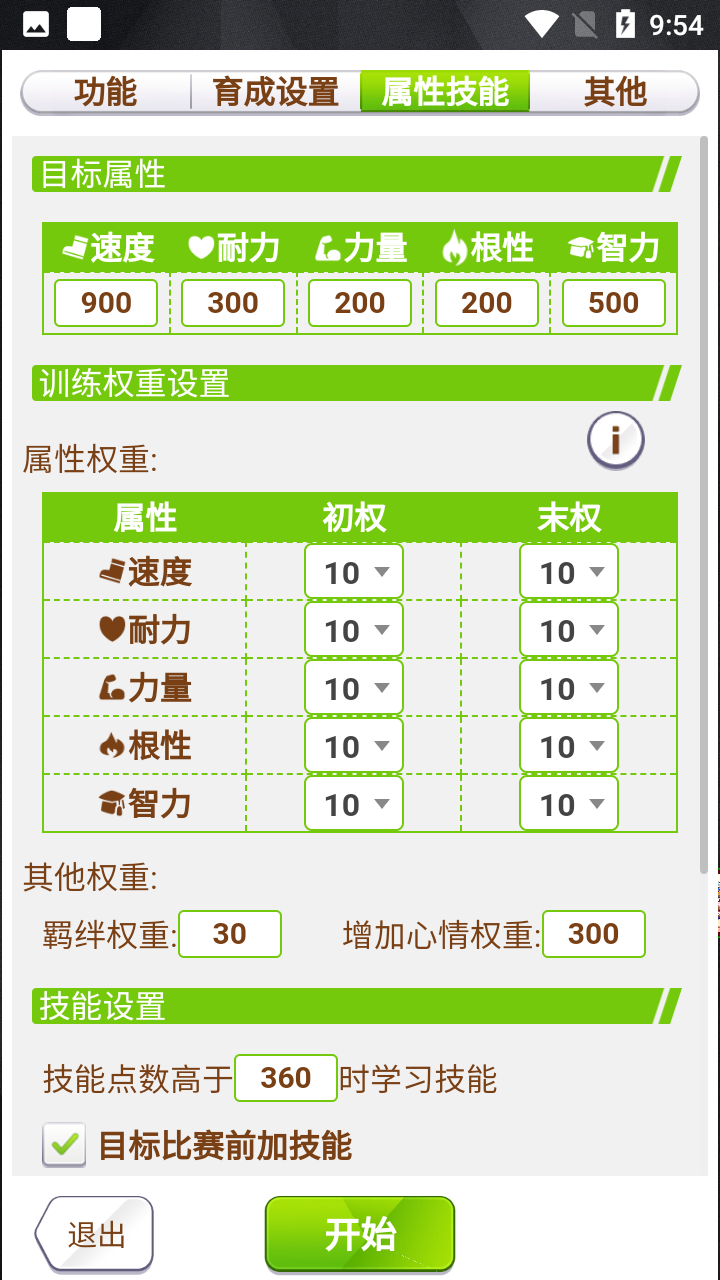 9:54
功能 育成设置 属性技能 其他
目标属性
速度 耐力 力量 根性 智力
900 300 200 200 500
训练权重设置
i
属性权重:
属性 初权 末权
速度 10 10
耐力 10 10
力量 10 10
根性 10 10
智力 10 10
其他权重:
羁绊权重: 30 增加心情权重: 300
技能设置
技能点数高于 360 时学习技能
目标比赛前加技能
退出 开始